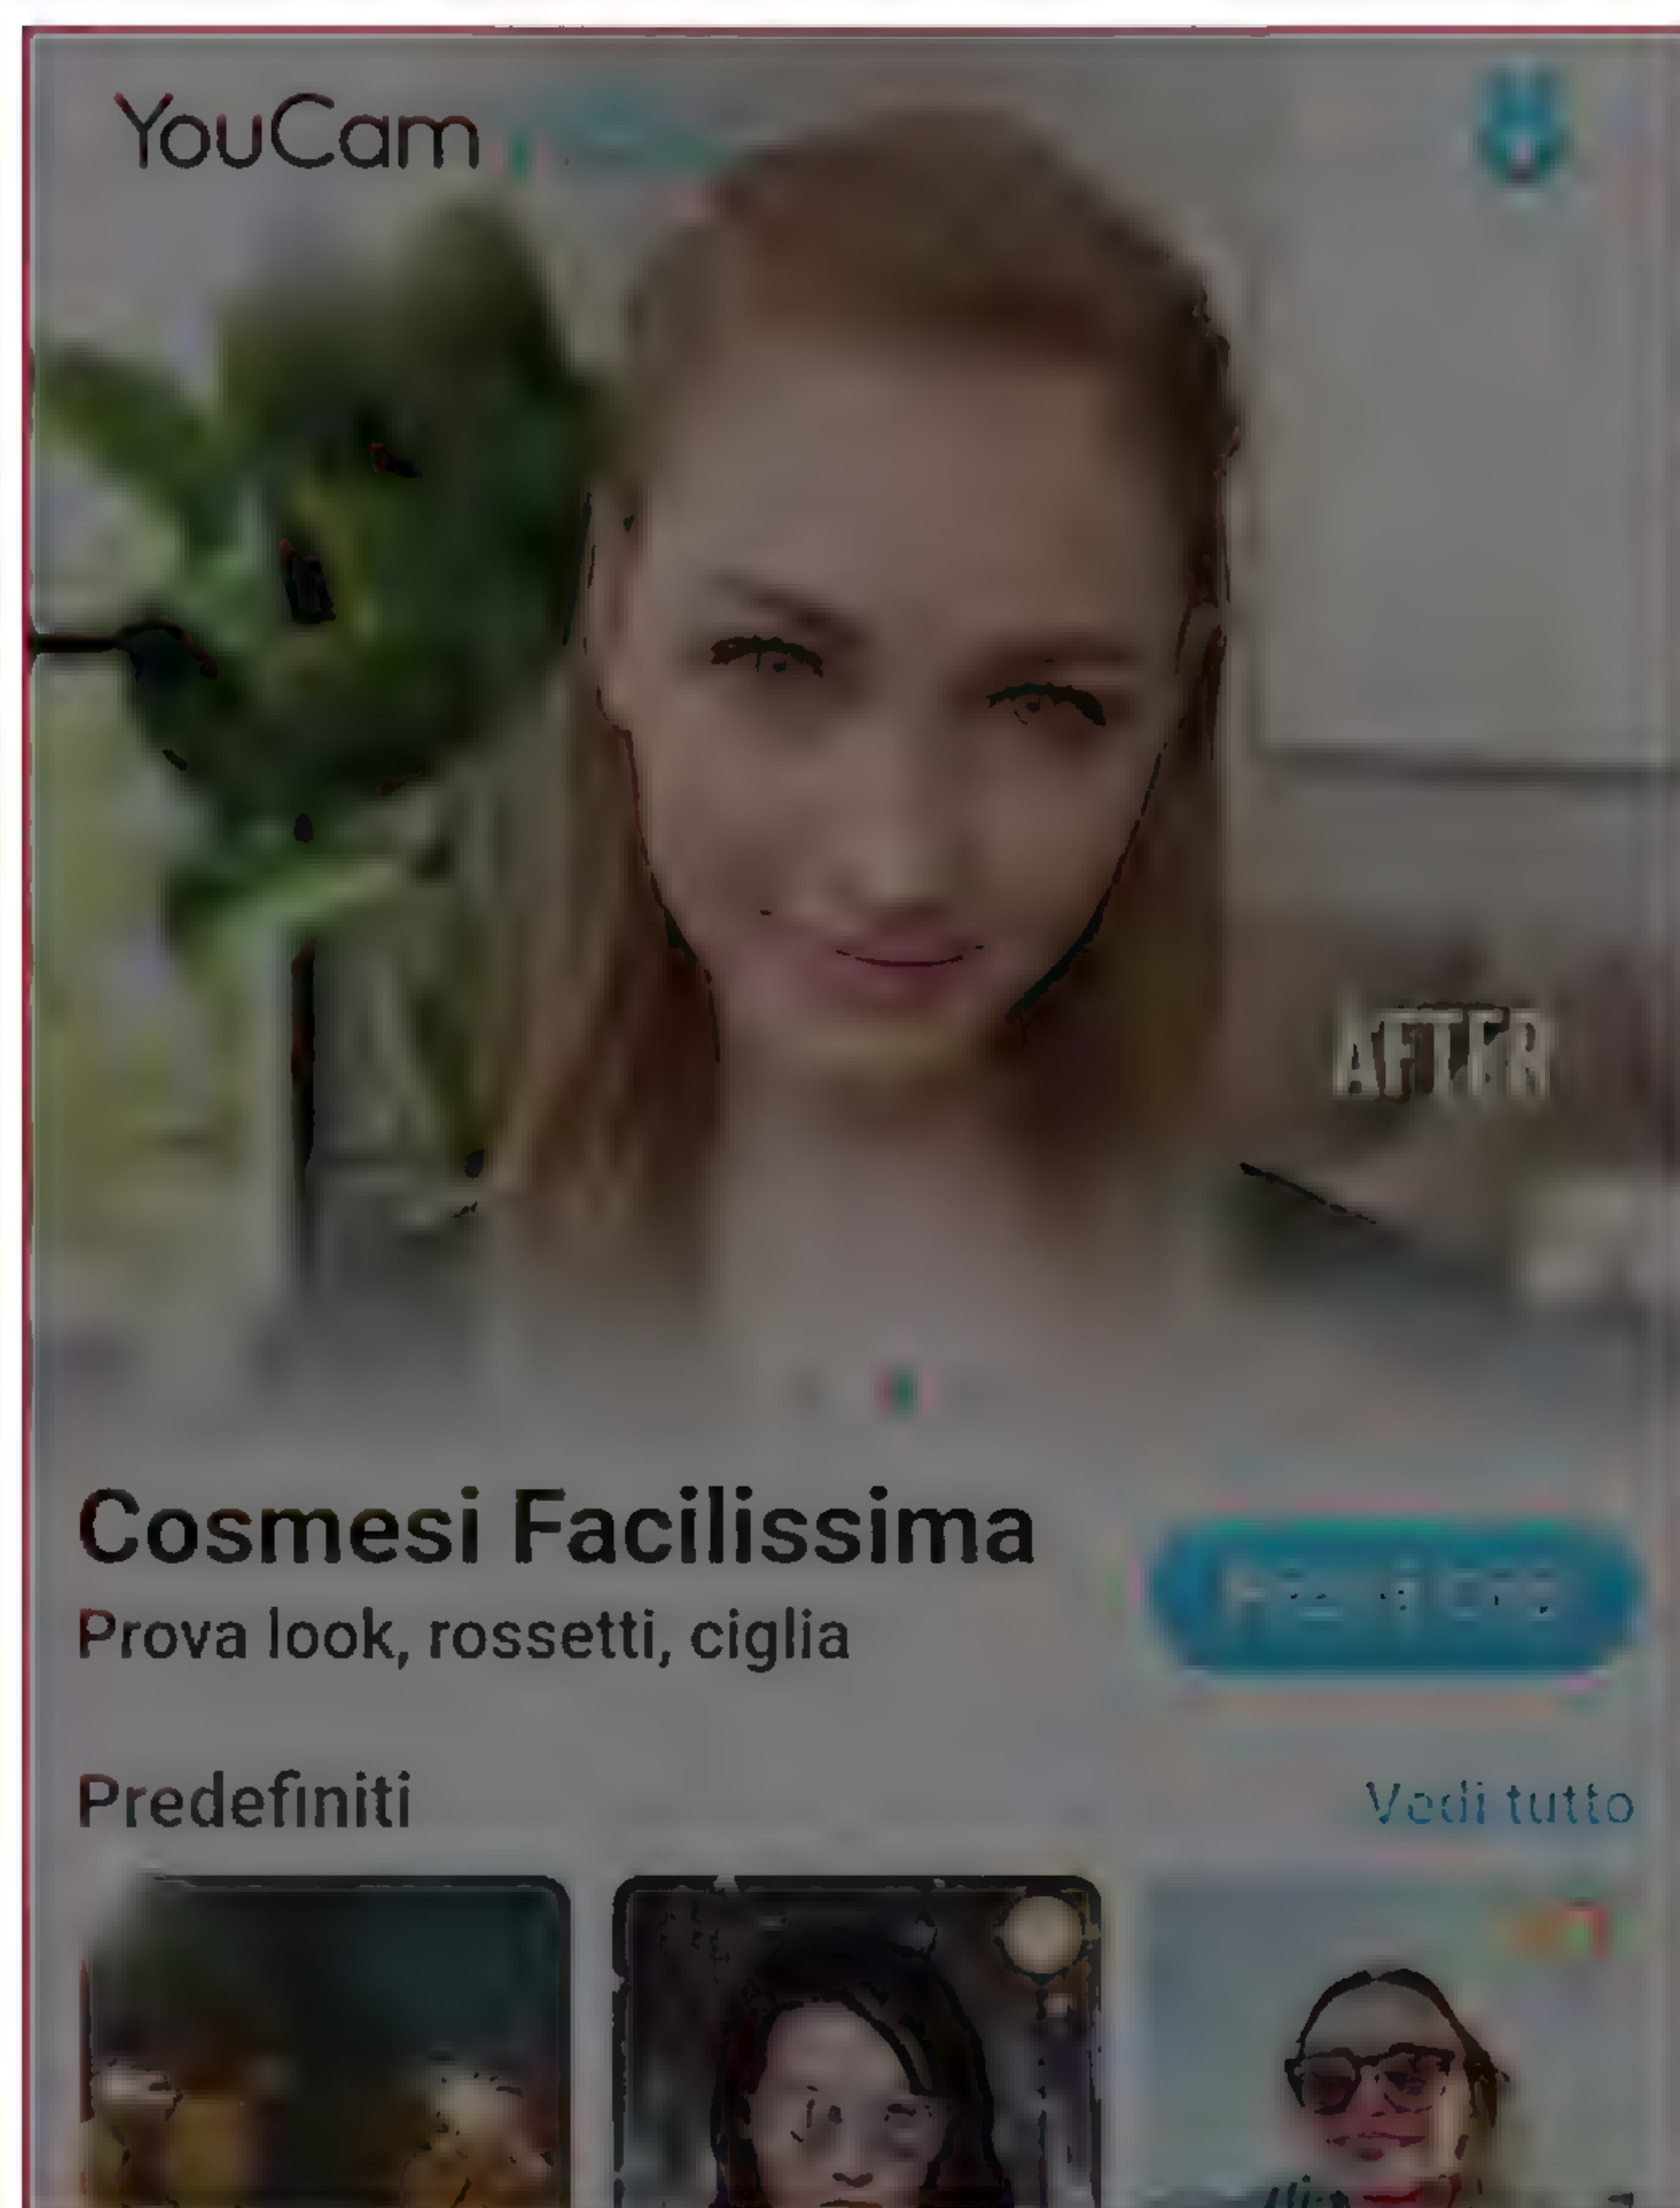 YouCam
AFTER
Cosmesi Facilissima
Prova look, rossetti, ciglia
Predefiniti
Vedi tutto